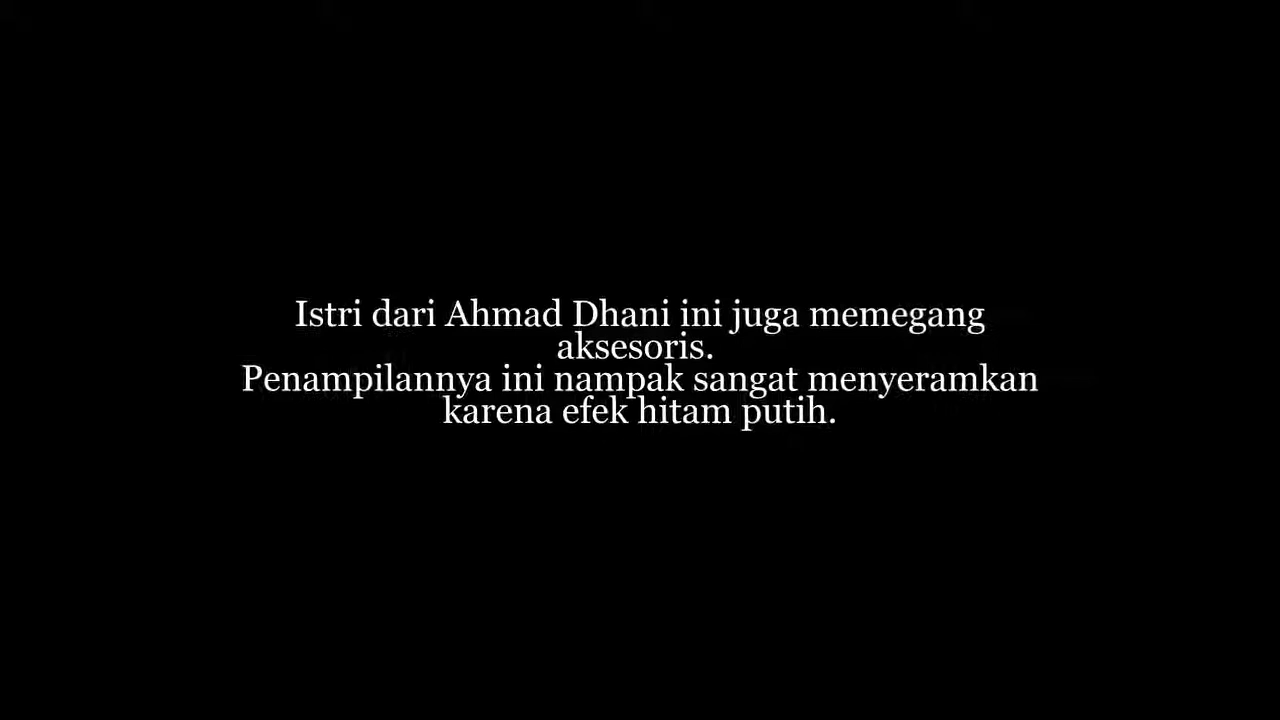 Istri dari Ahmad Dhani ini juga memegang
aksesoris.
Penampilannya ini nampak sangat menyeramkan
karena efek hitam putih.